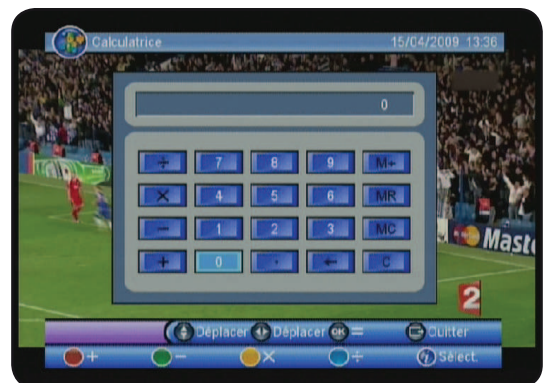 Calculatrice 15/04/2009 13:36
0
÷ 7 8 9 M+
× 4 5 6 MR
− 1 2 3 MC
+ 0 . ← C
2
Déplacer Déplacer OK = Quitter
+ − × ÷ Sélect.